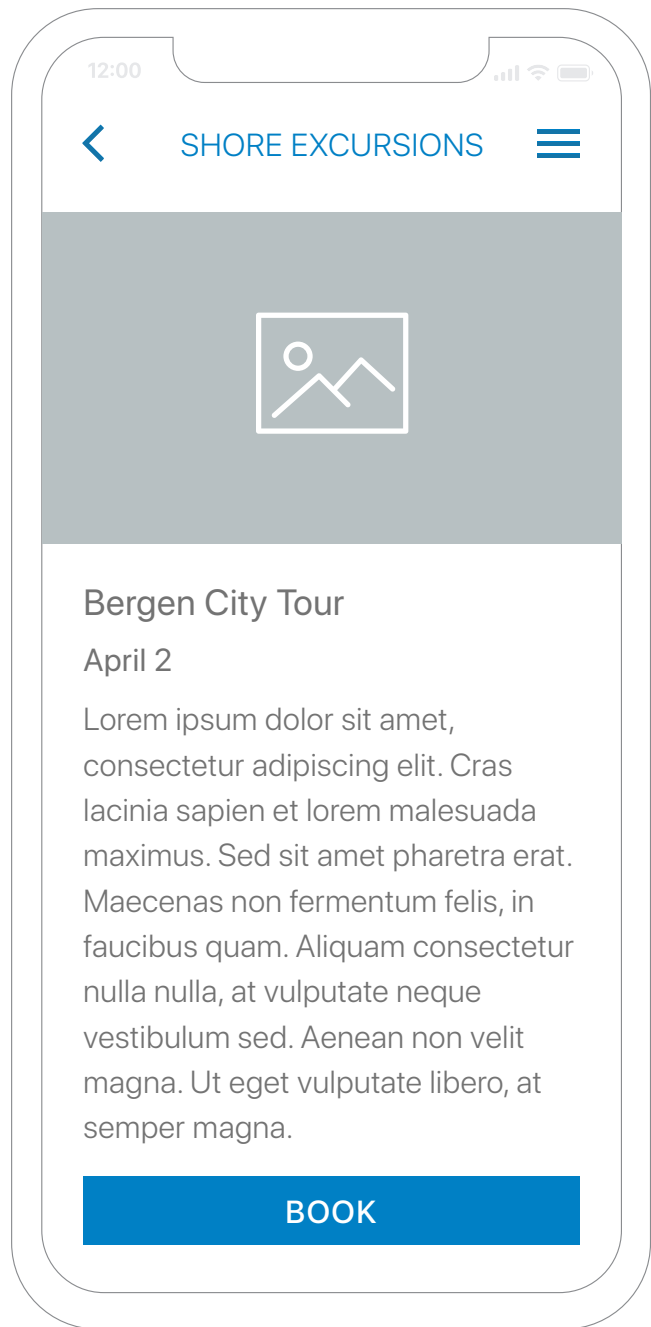 12:00
SHORE EXCURSIONS
Bergen City Tour
April 2
Lorem ipsum dolor sit amet,
consectetur adipiscing elit. Cras
lacinia sapien et lorem malesuada
maximus. Sed sit amet pharetra erat.
Maecenas non fermentum felis, in
faucibus quam. Aliquam consectetur
nulla nulla, at vulputate neque
vestibulum sed. Aenean non velit
magna. Ut eget vulputate libero, at
semper magna.
BOOK